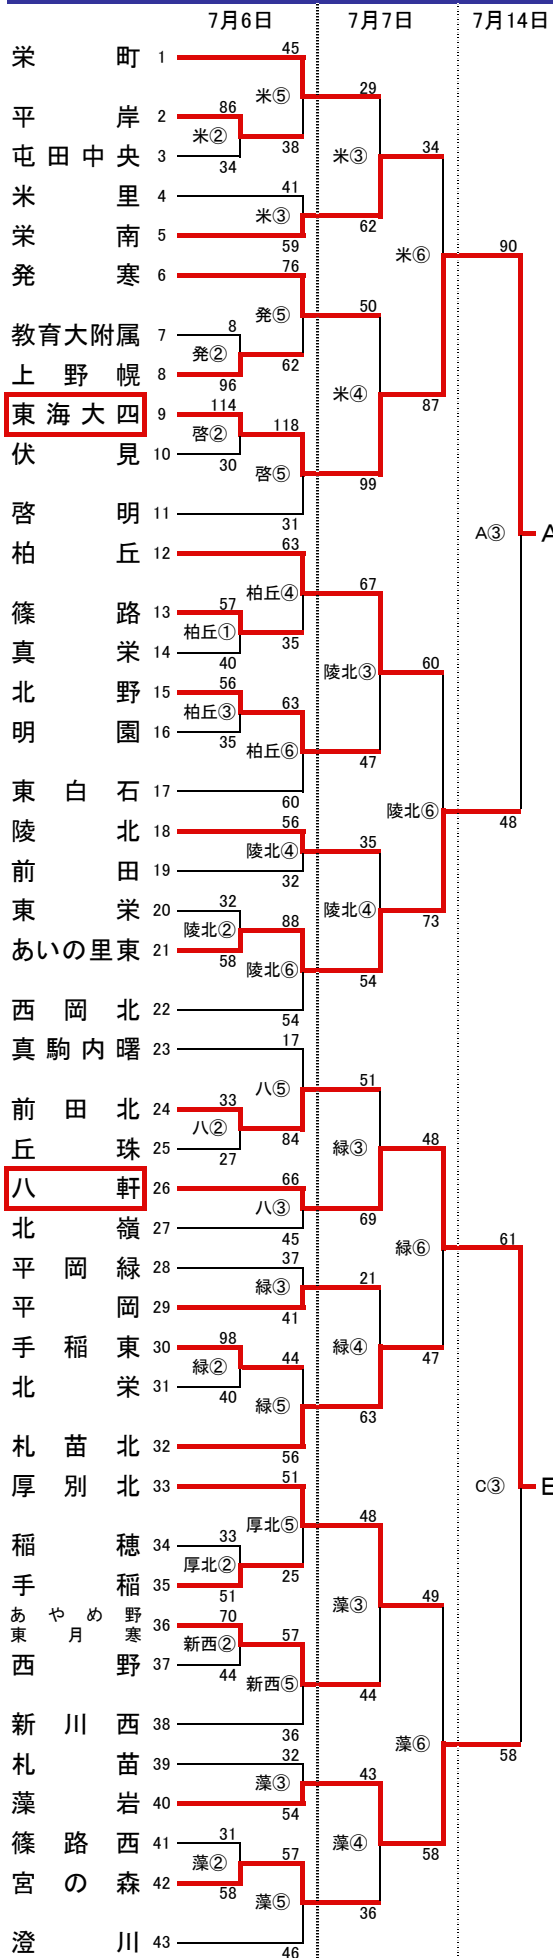 7月6日 7月7日 7月14日
栄町 1 45
29
平岸 2 86 米⑤
米② 38
屯田中央 3 34 米③ 34
米里 4 41
米③ 62
栄南 5 59
米⑥ 90
発寒 6 76
発⑤ 50
教育大附属 7 8
発② 62
上野幌 8 96 米④ 87
東海大四 9 114 118
啓② 99
伏見 10 30 啓⑤
啓明 11 31
A③ A
柏丘 12 63
柏丘④ 67
篠路 13 57
柏丘① 35
真栄 14 40 陵北③ 60
北野 15 56 63
柏丘③ 47
明園 16 35 柏丘⑥
東白石 17 60
陵北⑥ 48
陵北 18 56
陵北④ 35
前田 19 32
東栄 20 32 88 陵北④ 73
陵北②
あいの里東 21 58 陵北⑥ 54
西岡北 22 54
真駒内曙 23 17
八⑤ 51
前田北 24 33
八② 84
丘珠 25 27 緑③ 48
八軒 26 66
八③ 69
北嶺 27 45
緑⑥ 61
平岡緑 28 37
緑③ 21
平岡 29 41
手稲東 30 98 44 緑④ 47
緑②
北栄 31 40 緑⑤ 63
札苗北 32 56
C③ E
厚別北 33 51
厚北⑤ 48
稲穂 34 33
厚北② 25
手稲 35 51 藻③ 49
あやめ野
東月寒 36 70 57
新西② 44
西野 37 44 新西⑤
新川西 38 36
藻⑥ 58
札苗 39 32
藻③ 43
藻岩 40 54
篠路西 41 31 57 藻④ 58
藻②
宮の森 42 58 藻⑤ 36
澄川 43 46